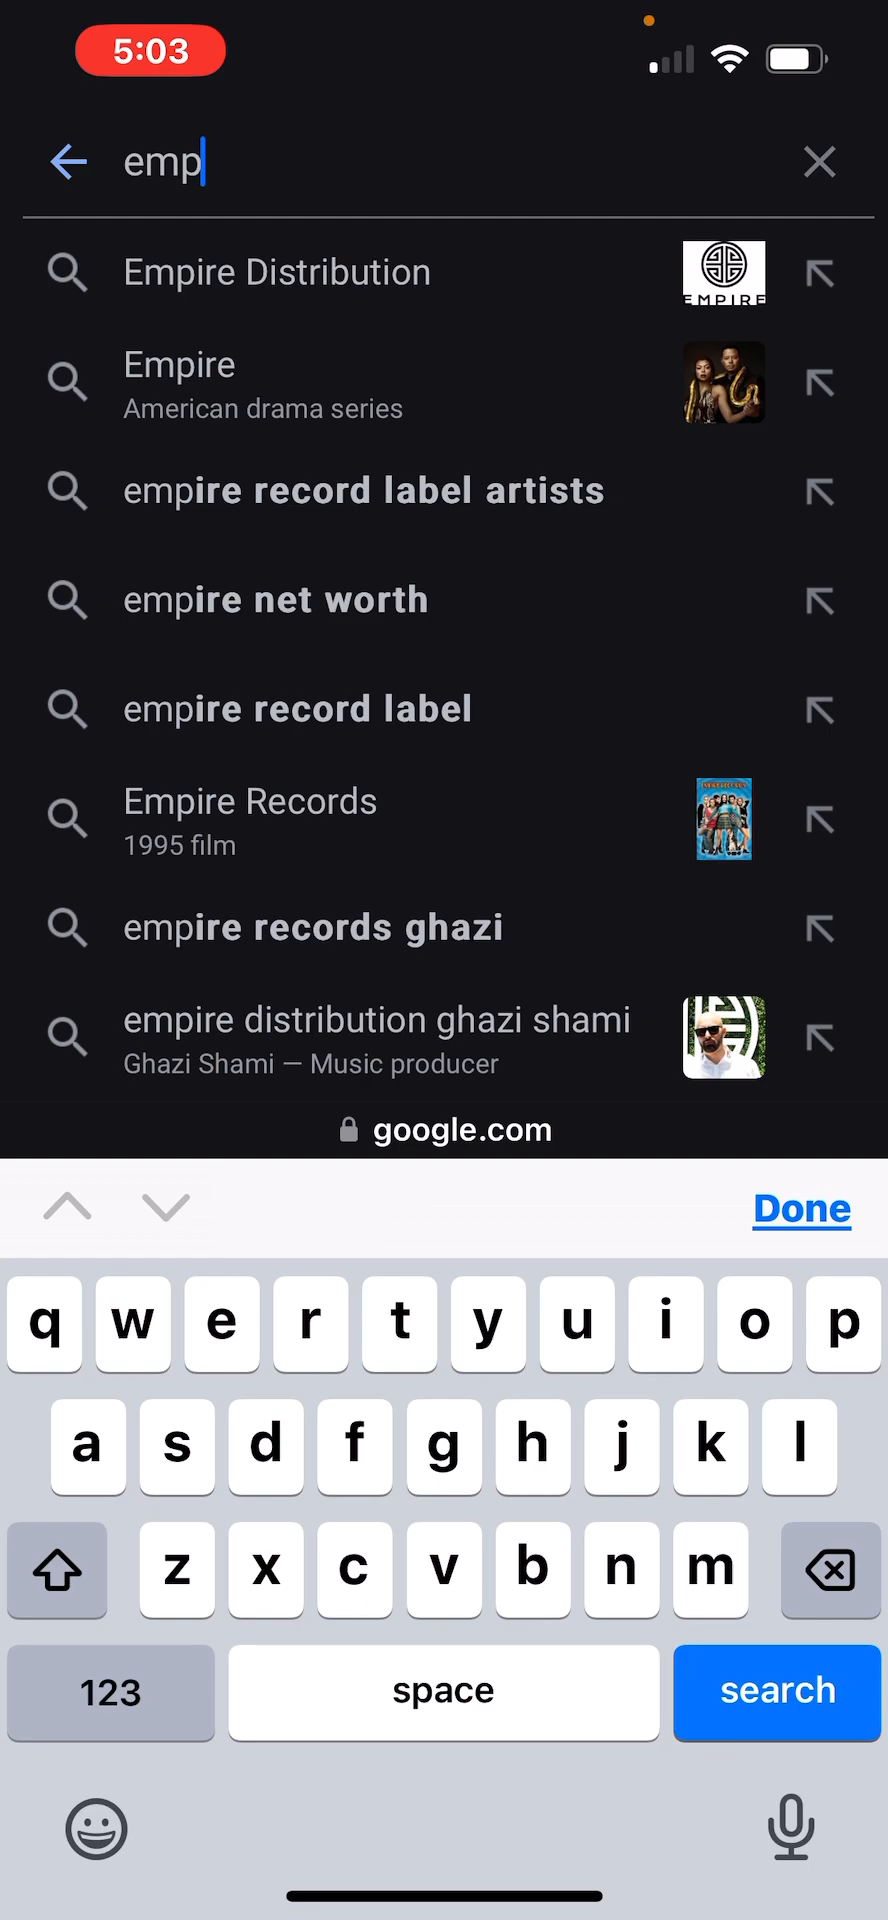 5:03
emp
Empire Distribution
EMPIRE
Empire
American drama series
empire record label artists
empire net worth
empire record label
Empire Records
1995 film
EMPIRE RECORDS
empire records ghazi
empire distribution ghazi shami
Ghazi Shami — Music producer
google.com
Done
q w e r t y u i o p
a s d f g h j k l
z x c v b n m
123 space search